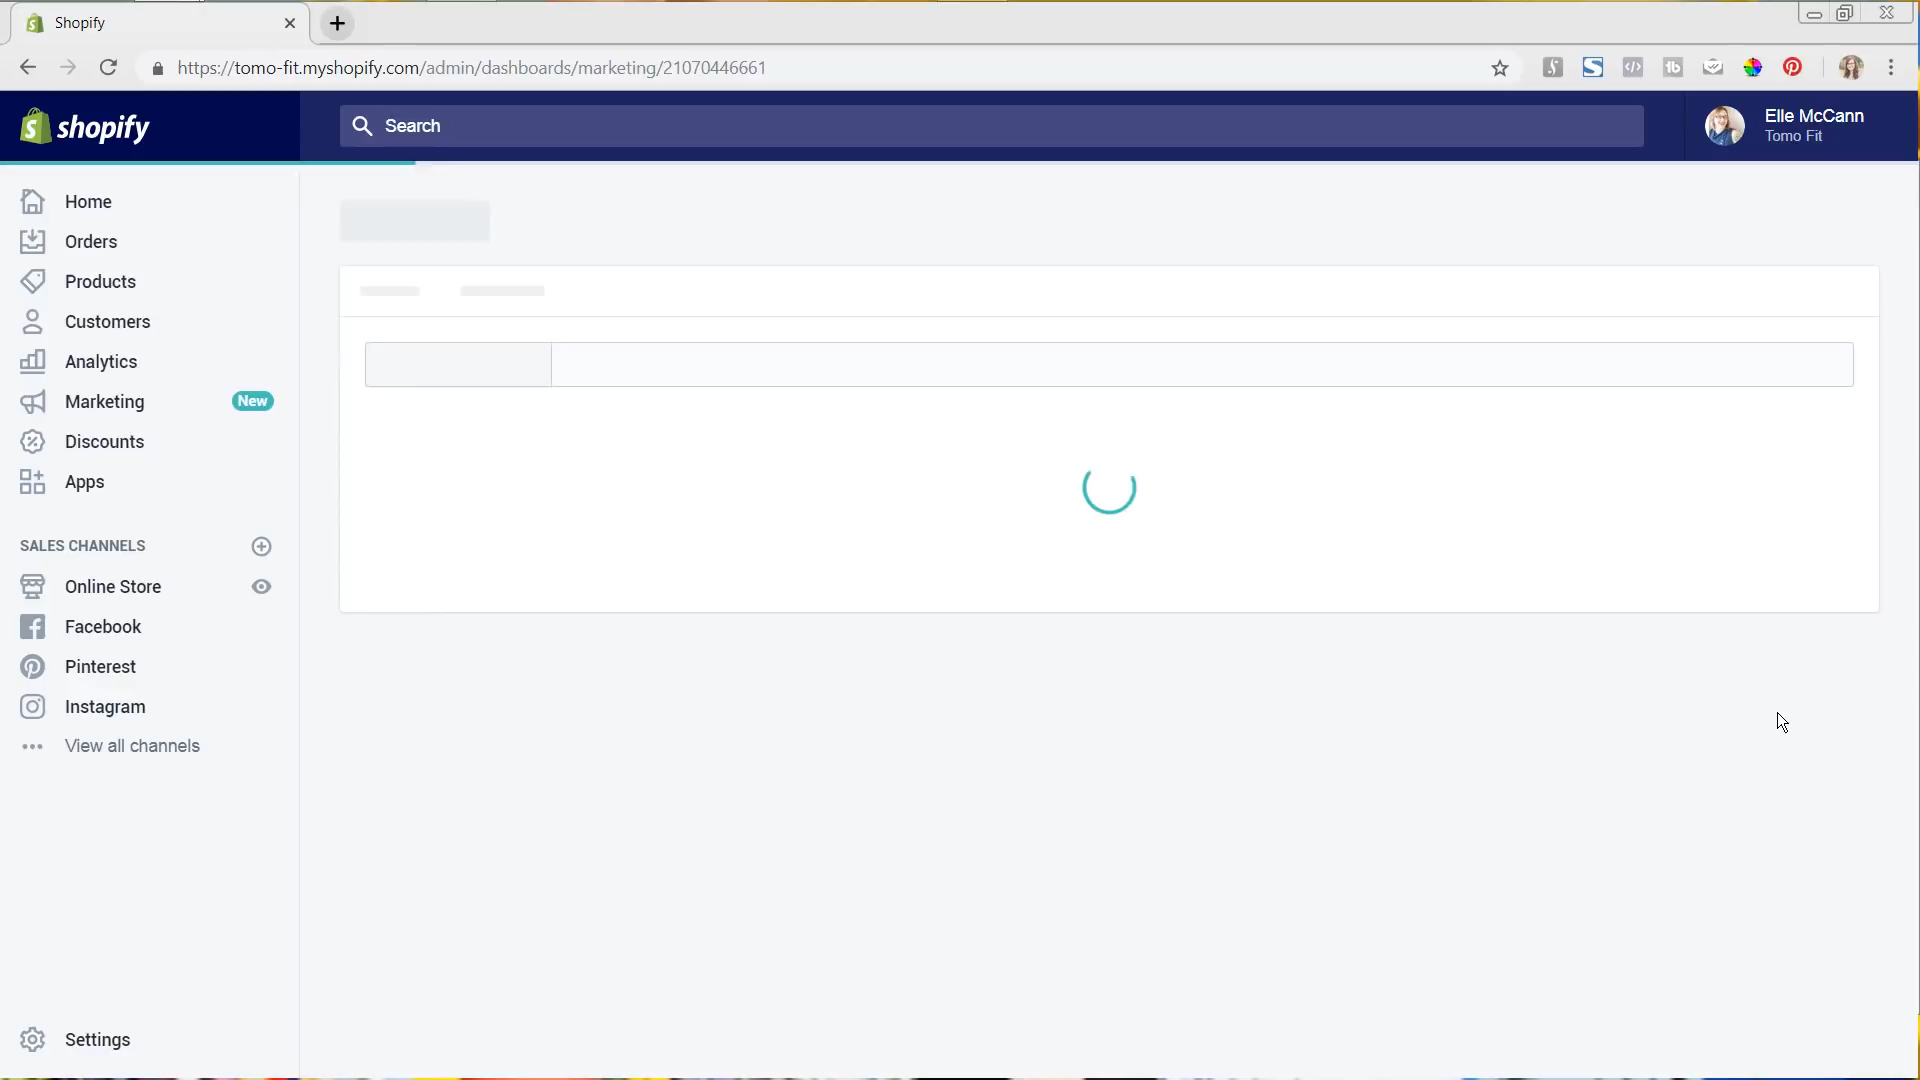 Shopify
https://tomo-fit.myshopify.com/admin/dashboards/marketing/21070446661
shopify
Search
Elle McCann
Tomo Fit
Home
Orders
Products
Customers
Analytics
Marketing New
Discounts
Apps
SALES CHANNELS
Online Store
Facebook
Pinterest
Instagram
View all channels
Settings